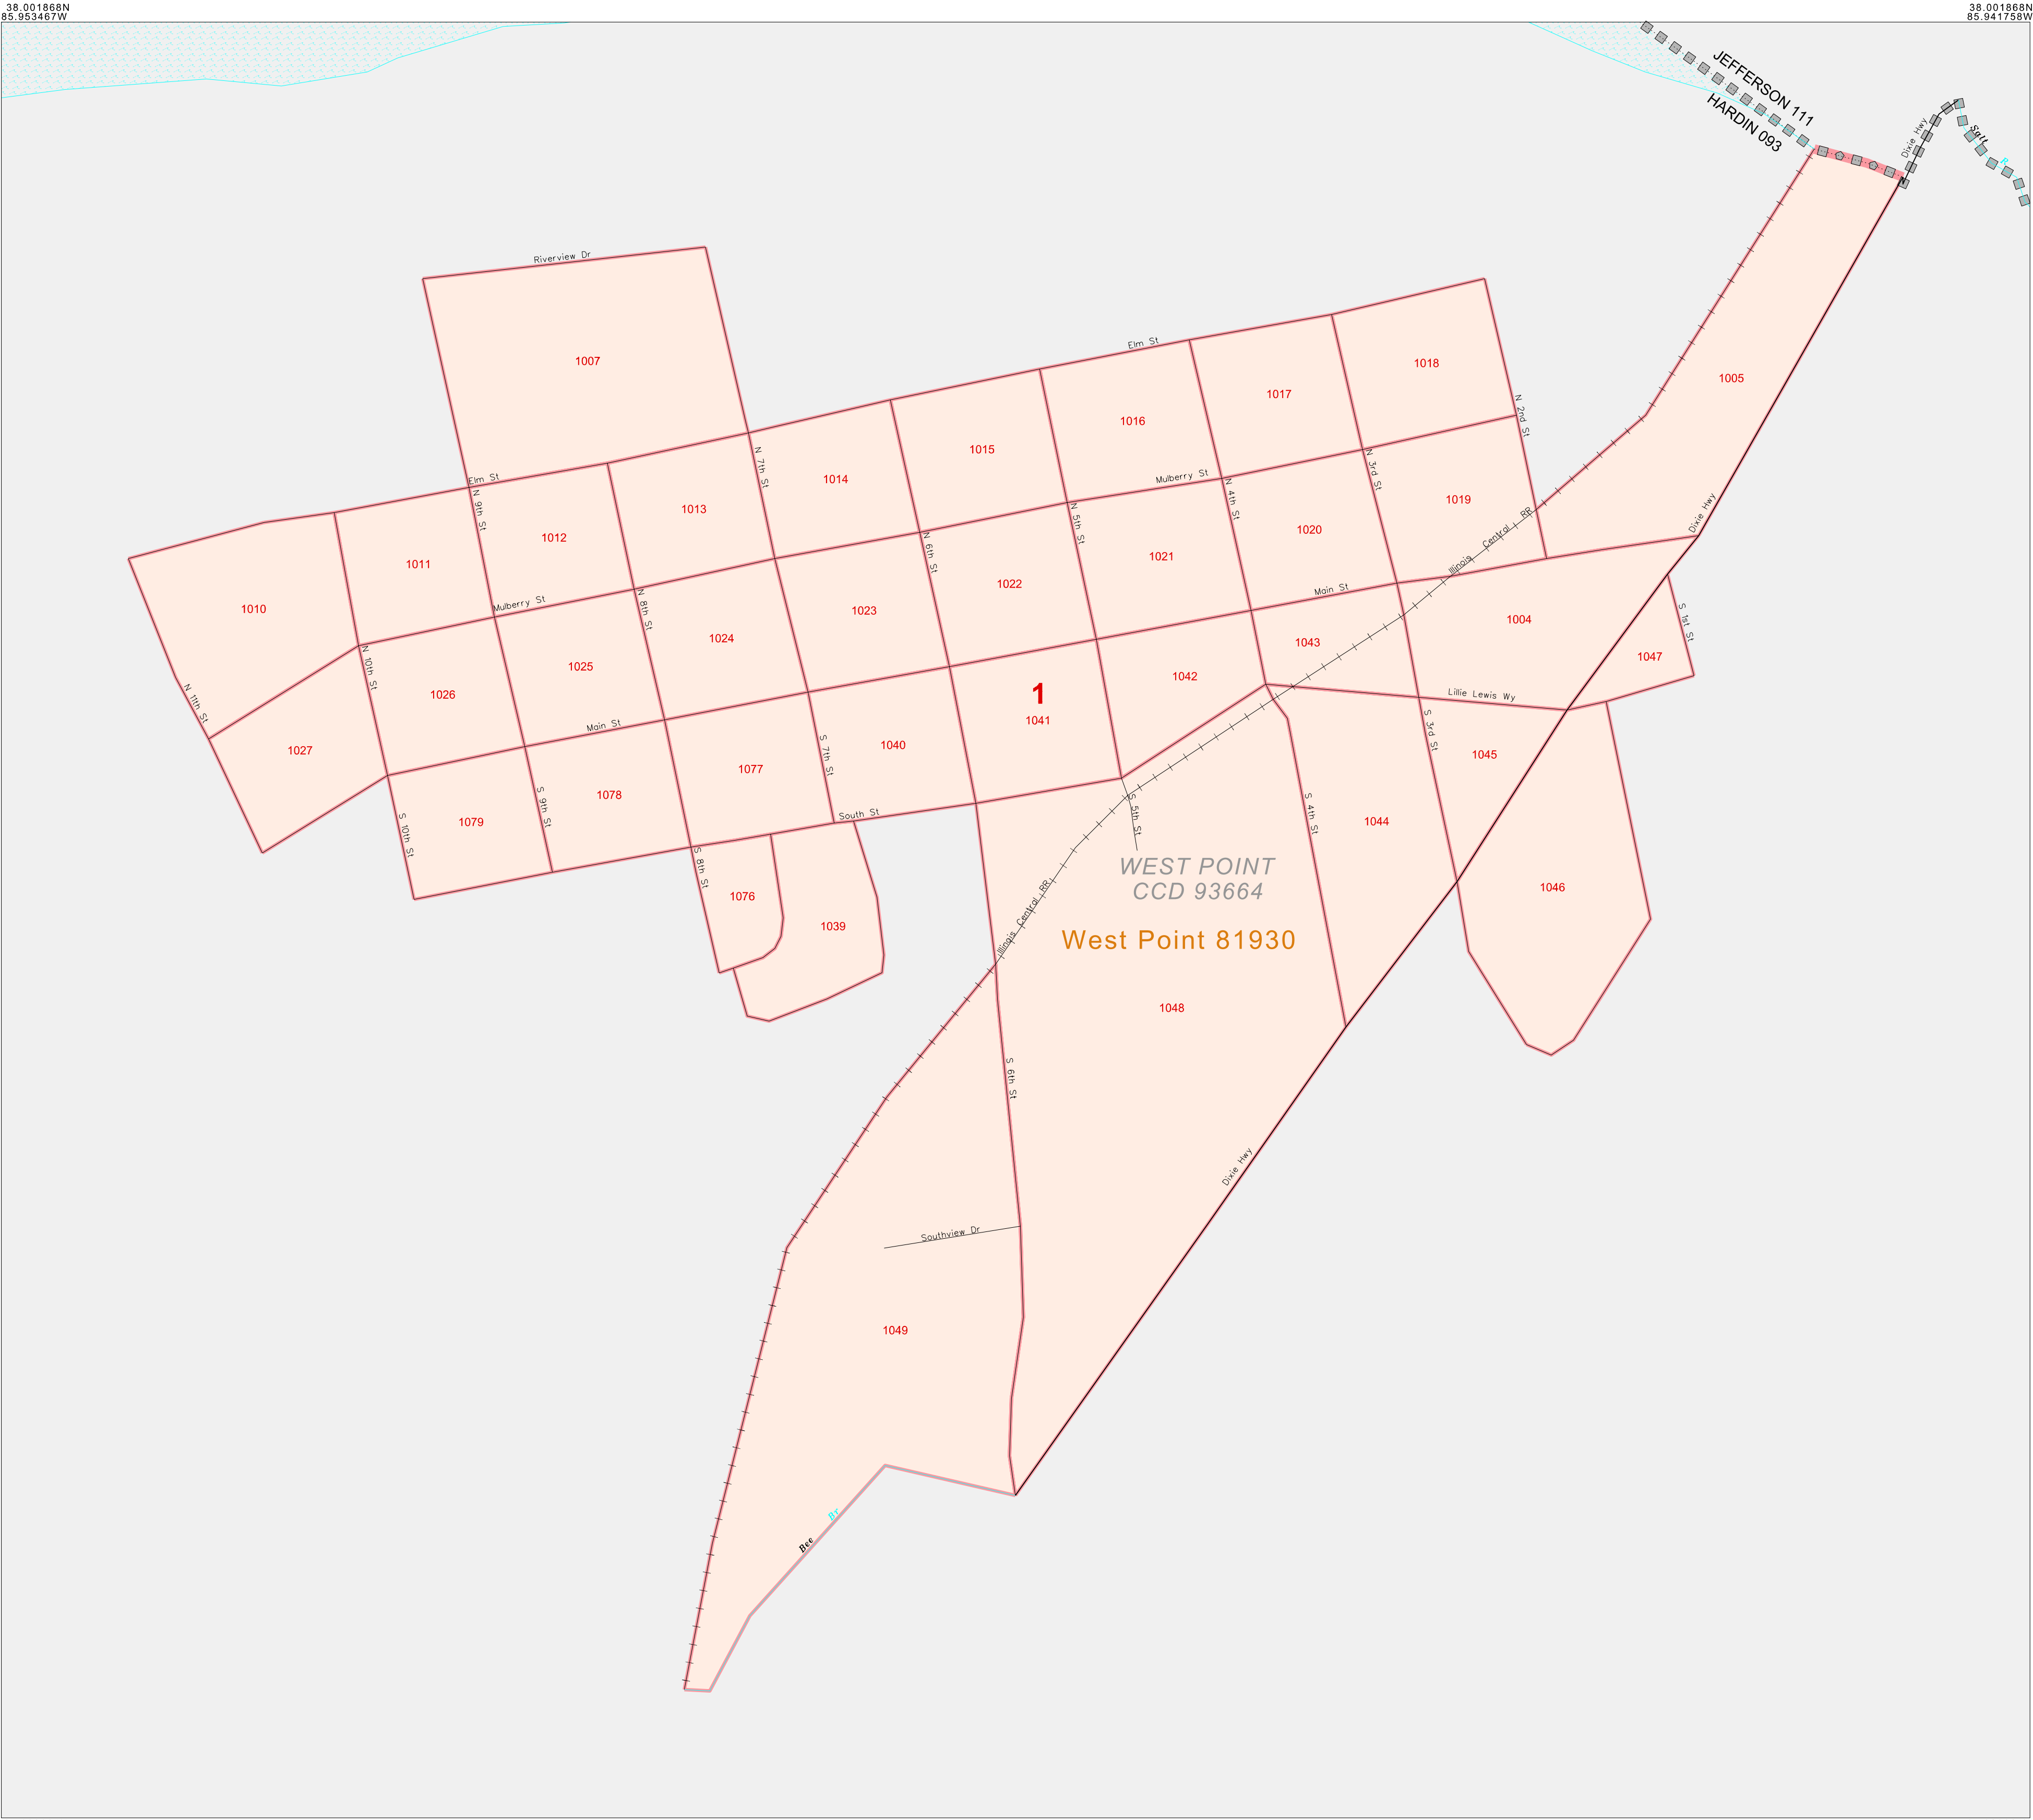 38.001868N
85.953467W
38.001868N
85.941758W
JEFFERSON 111
HARDIN 093
Dixie Hwy
Salt
R
Riverview Dr
1007
Elm St
1018
1005
1017
N 2nd St
1016
1015
N 7th St
N 3rd St
1014
Mulberry St
Elm St
N 4th St
1019
N 9th St
1013
N 5th St
Dixie Hwy
1012
N 6th St
1020
Illinois Central RR
1021
1011
1022
Main St
1010
Mulberry St
N 8th St
1023
1004
S 1st St
1024
1043
N 10th St
1025
1042
1047
1026
1
Lillie Lewis Wy
N 11th St
1041
Main St
S 3rd St
1027
S 7th St
1040
1045
1077
1078
S 9th St
S 5th St
S 4th St
1079
S 10th St
South St
1044
S 8th St
WEST POINT
CCD 93664
1076
1046
Illinois Central RR
1039
West Point 81930
1048
S 6th St
Dixie Hwy
Southview Dr
1049
Bee
Br